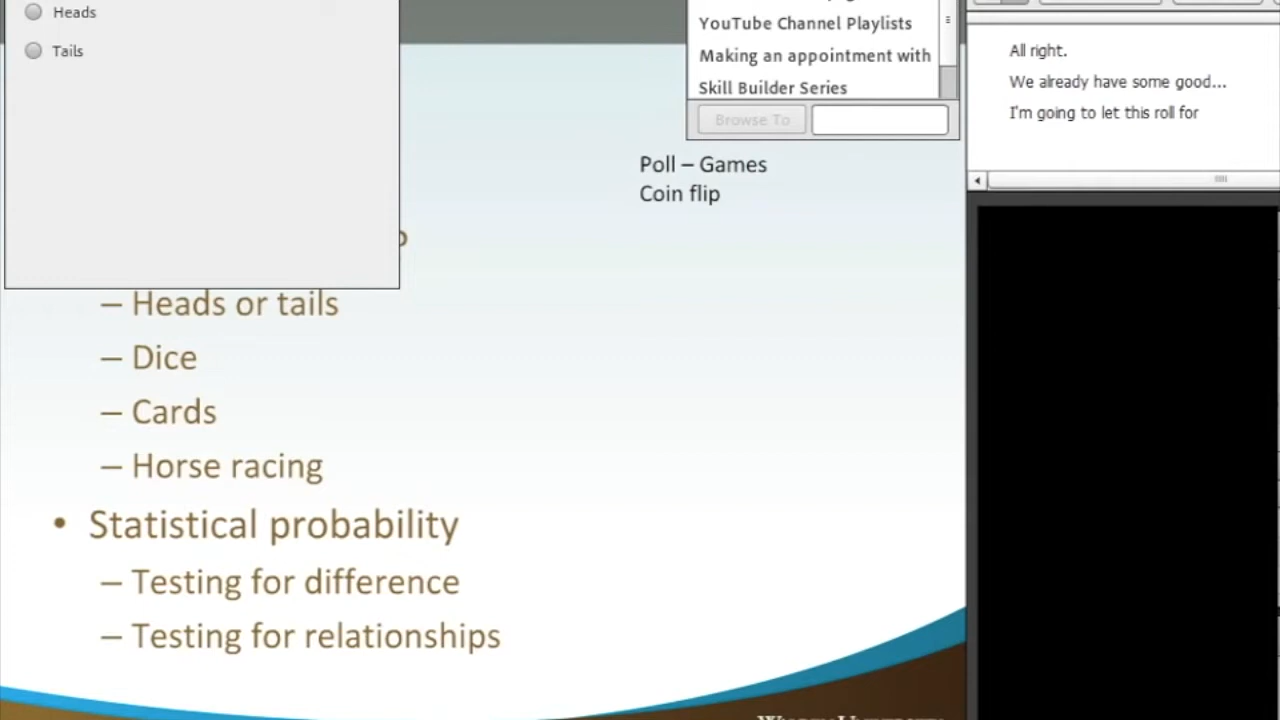 Heads
Tails
YouTube Channel Playlists
Making an appointment with
Skill Builder Series
Browse To
All right.
We already have some good...
I'm going to let this roll for
Poll – Games
Coin flip
– Heads or tails
– Dice
– Cards
– Horse racing
• Statistical probability
– Testing for difference
– Testing for relationships